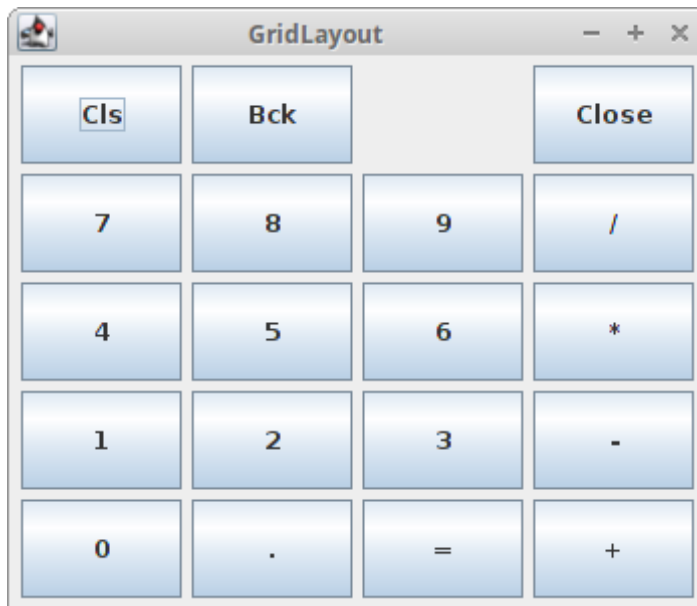 GridLayout
Cls Bck Close
7 8 9 /
4 5 6 *
1 2 3 -
0 . = +